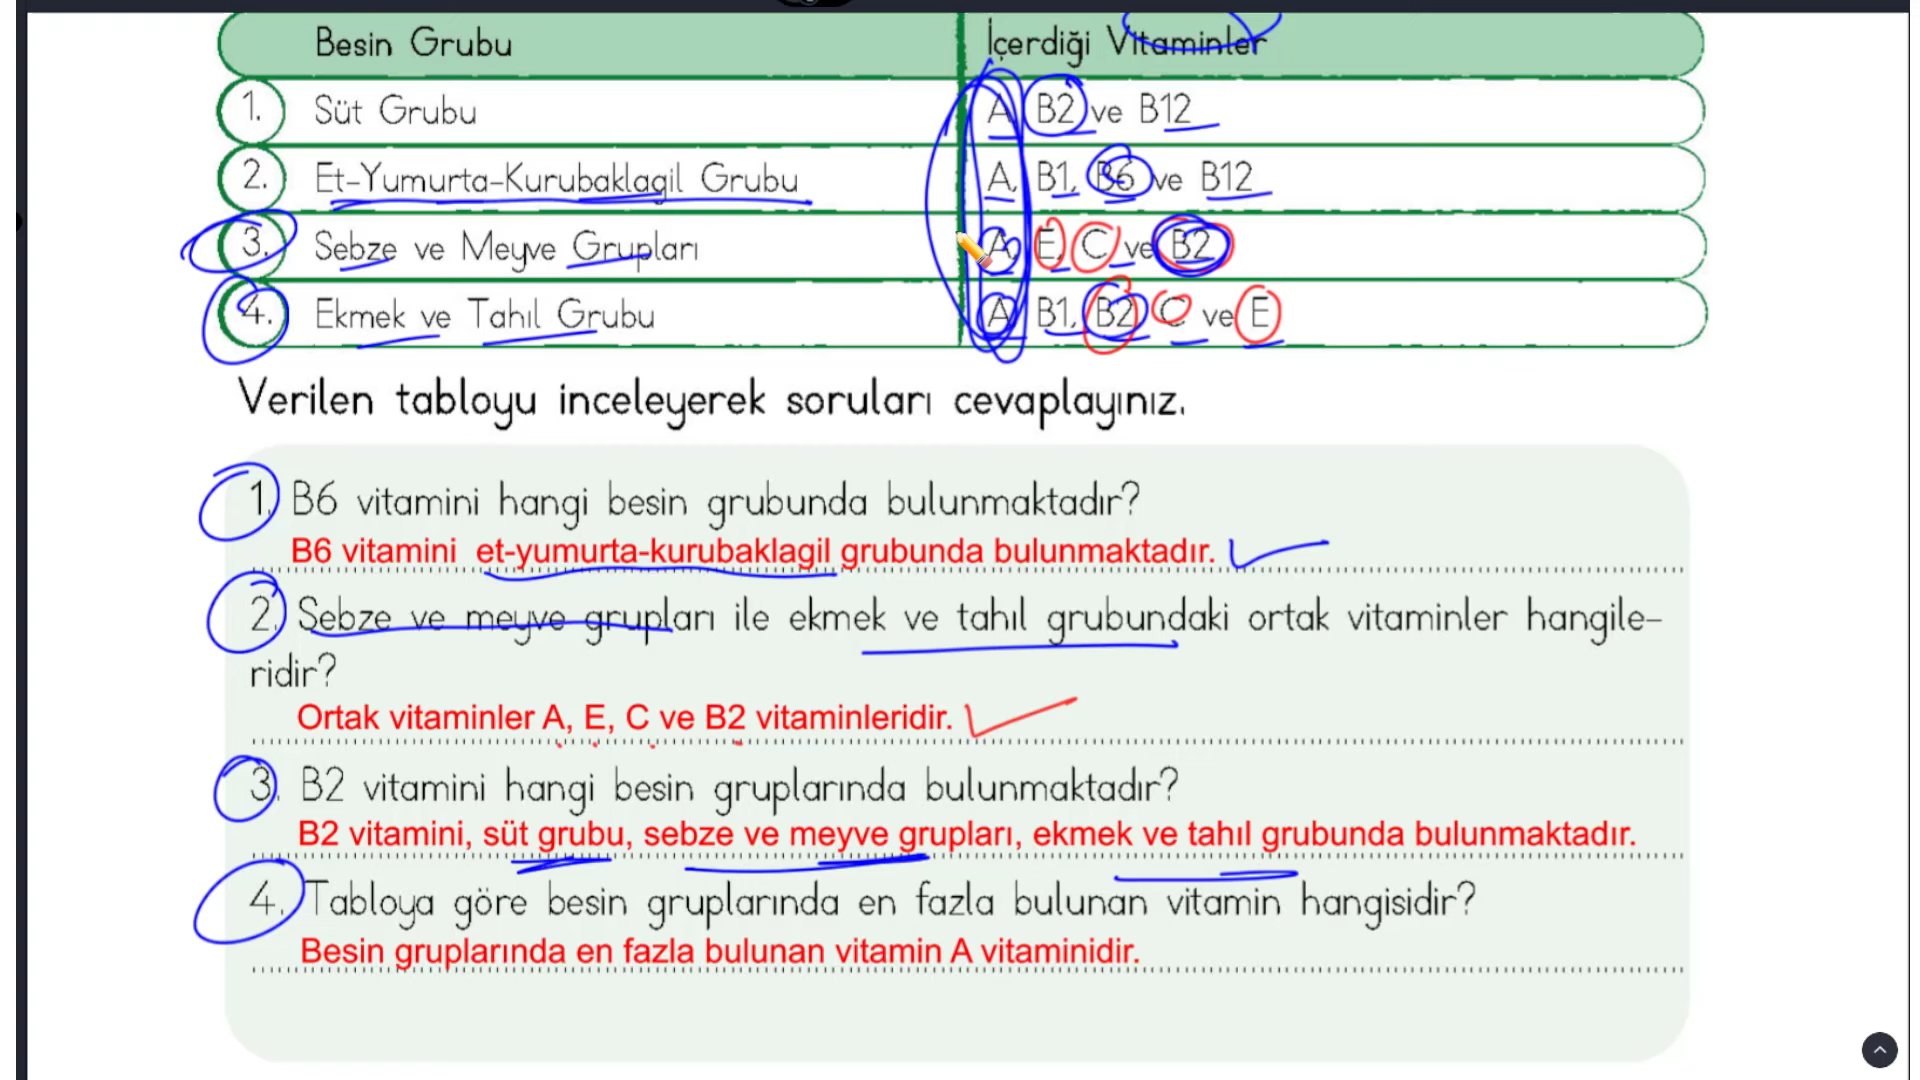 Besin Grubu İçerdiği Vitaminler
1. Süt Grubu A, B2 ve B12
2. Et-Yumurta-Kurubaklagil Grubu A, B1, B6 ve B12
3. Sebze ve Meyve Grupları A, E, C ve B2
4. Ekmek ve Tahıl Grubu A, B1, B2, C ve E
Verilen tabloyu inceleyerek soruları cevaplayınız.
1. B6 vitamini hangi besin grubunda bulunmaktadır?
B6 vitamini et-yumurta-kurubaklagil grubunda bulunmaktadır.
2. Sebze ve meyve grupları ile ekmek ve tahıl grubundaki ortak vitaminler hangile-
ridir?
Ortak vitaminler A, E, C ve B2 vitaminleridir.
3. B2 vitamini hangi besin gruplarında bulunmaktadır?
B2 vitamini, süt grubu, sebze ve meyve grupları, ekmek ve tahıl grubunda bulunmaktadır.
4. Tabloya göre besin gruplarında en fazla bulunan vitamin hangisidir?
Besin gruplarında en fazla bulunan vitamin A vitaminidir.